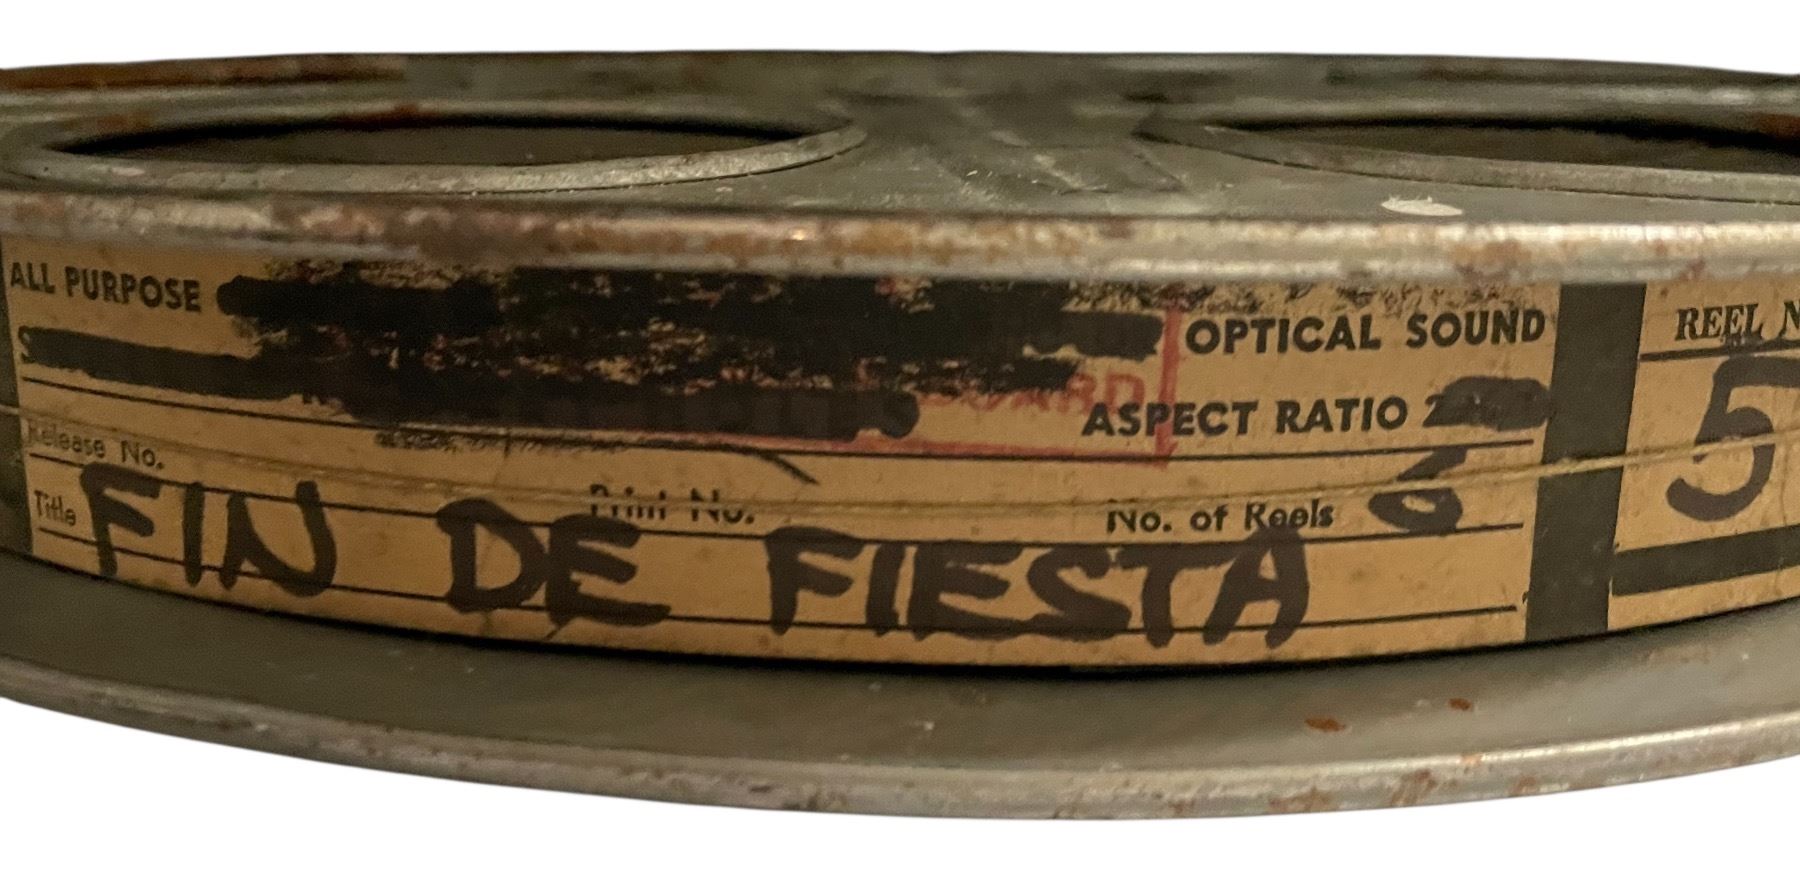 ALL PURPOSE
OPTICAL SOUND
ASPECT RATIO 2
Release No.
Print No.
No. of Reels 6
Title FIN DE FIESTA
REEL N
5